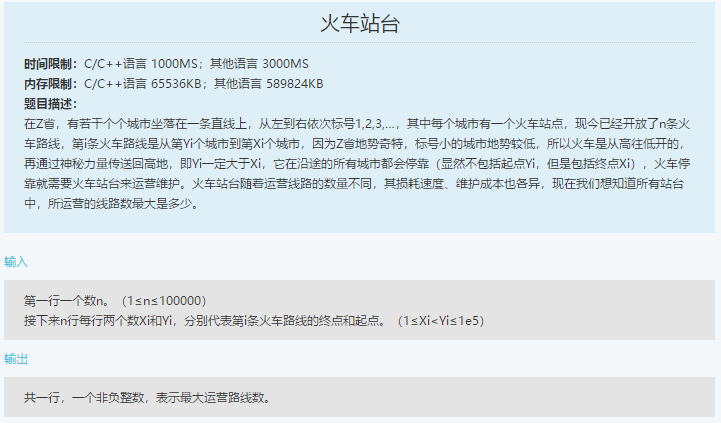 火车站台
时间限制：C/C++语言 1000MS；其他语言 3000MS
内存限制：C/C++语言 65536KB；其他语言 589824KB
题目描述：
在Z省，有若干个个城市坐落在一条直线上，从左到右依次标号1,2,3,…，其中每个城市有一个火车站点，现今已经开放了n条火
车路线，第i条火车路线是从第Yi个城市到第Xi个城市，因为Z省地势奇特，标号小的城市地势较低，所以火车是从高往低开的，
再通过神秘力量传送回高地，即Yi一定大于Xi，它在沿途的所有城市都会停靠（显然不包括起点Yi，但是包括终点Xi），火车停
靠就需要火车站台来运营维护。火车站台随着运营线路的数量不同，其损耗速度、维护成本也各异，现在我们想知道所有站台
中，所运营的线路数最大是多少。
输入
第一行一个数n。（1≤n≤100000）
接下来n行每行两个数Xi和Yi，分别代表第i条火车路线的终点和起点。（1≤Xi<Yi≤1e5）
输出
共一行，一个非负整数，表示最大运营路线数。